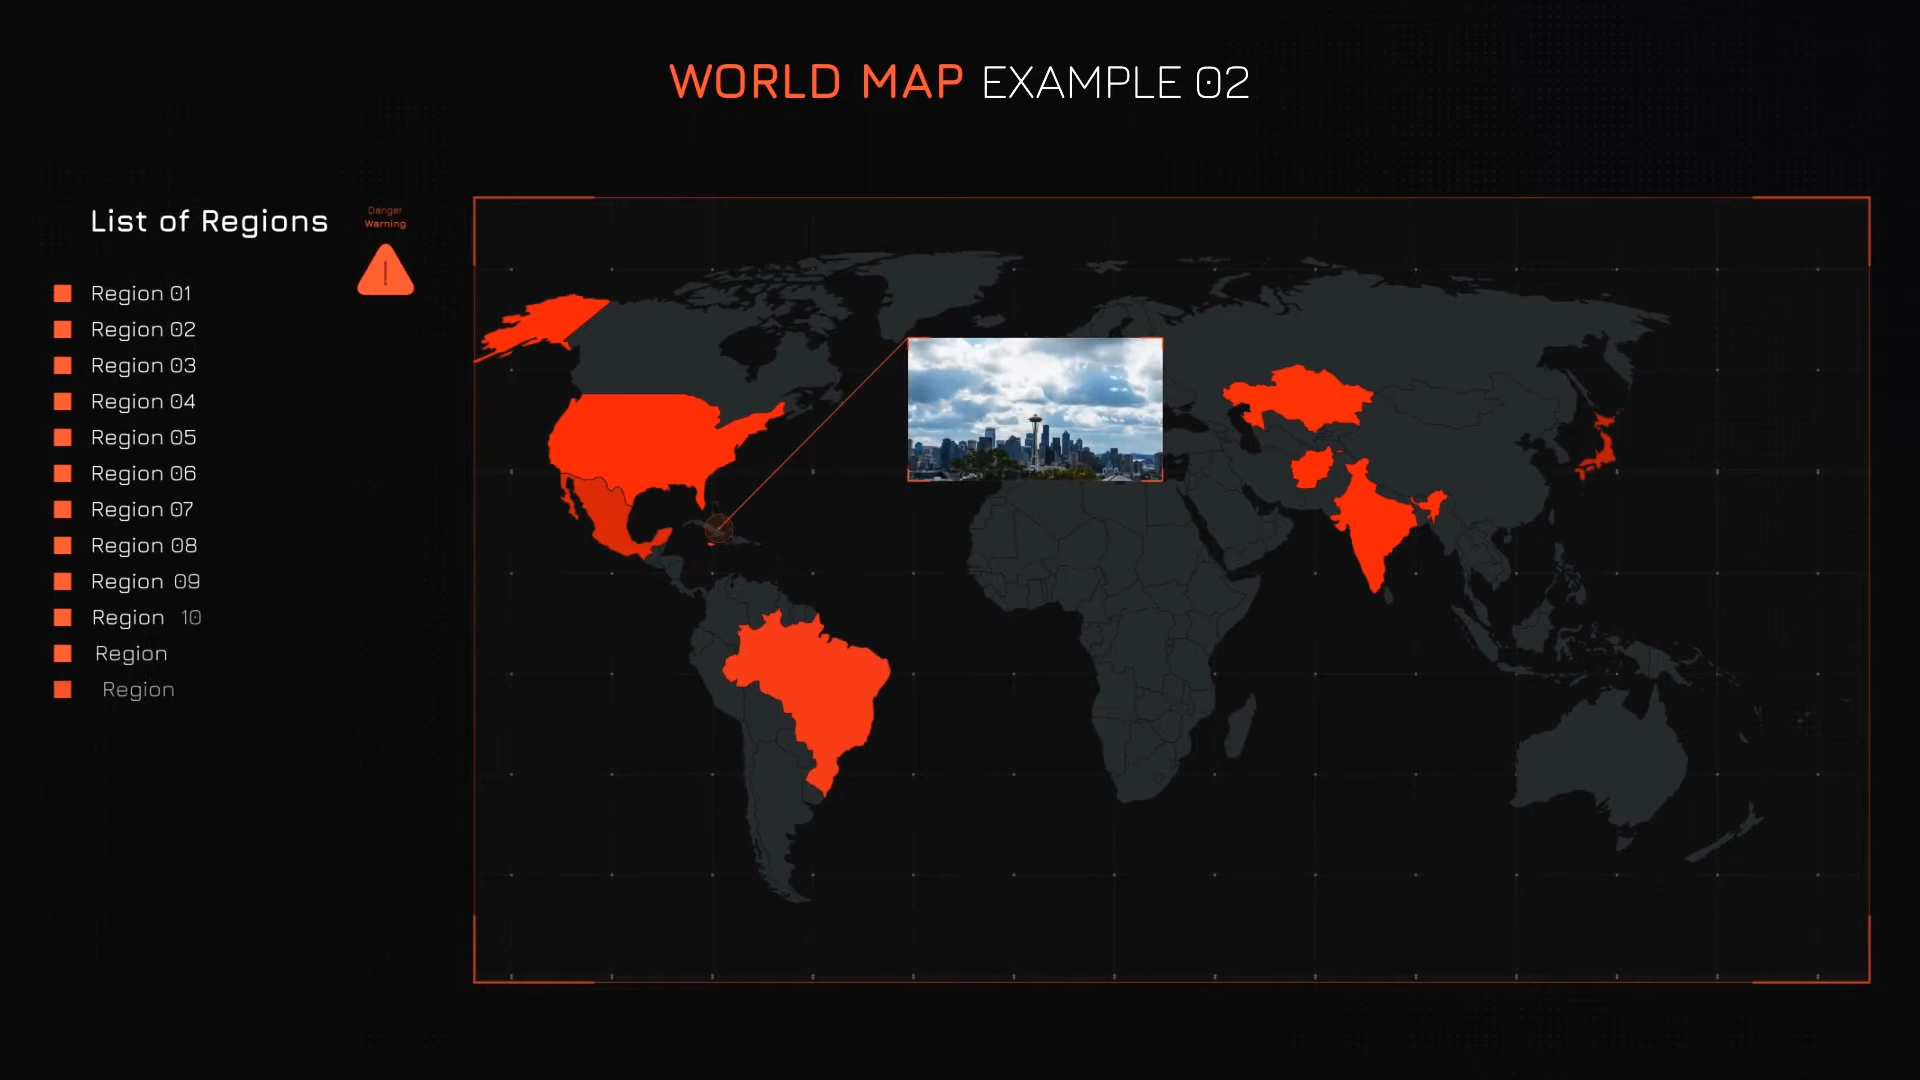 WORLD MAP EXAMPLE 02
List of Regions
Danger
Warning
Region 01
Region 02
Region 03
Region 04
Region 05
Region 06
Region 07
Region 08
Region 09
Region 10
Region
Region